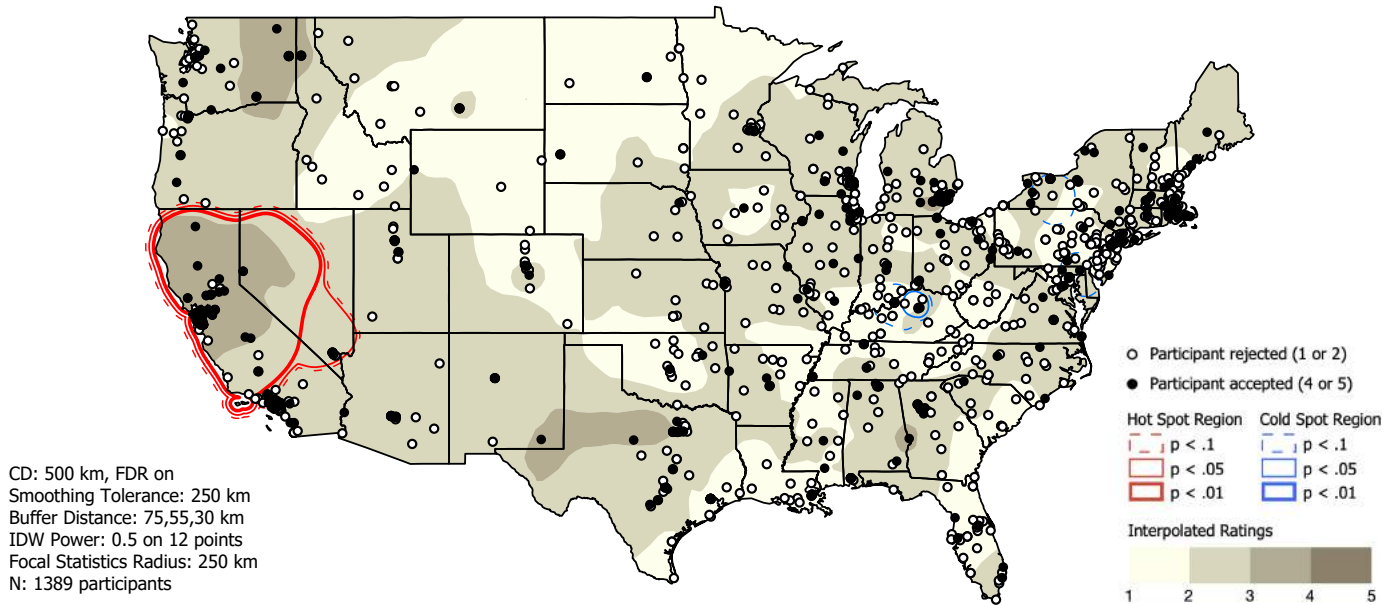 CD: 500 km, FDR on
Smoothing Tolerance: 250 km
Buffer Distance: 75,55,30 km
IDW Power: 0.5 on 12 points
Focal Statistics Radius: 250 km
N: 1389 participants
Participant rejected (1 or 2)
Participant accepted (4 or 5)
Hot Spot Region
p < .1
p < .05
p < .01
Cold Spot Region
p < .1
p < .05
p < .01
Interpolated Ratings
1 2 3 4 5